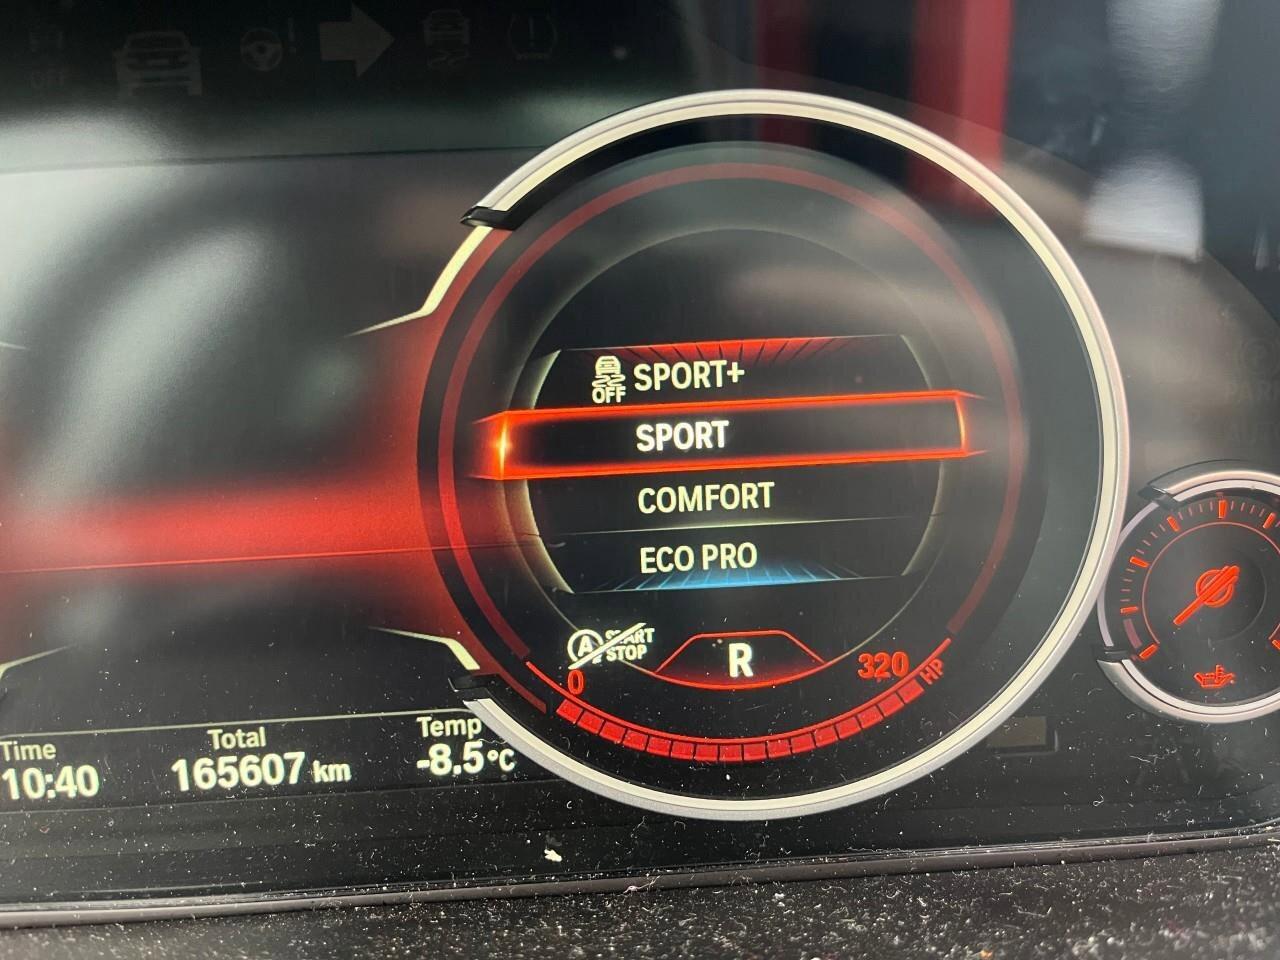 OFF
SPORT+
OFF
SPORT
COMFORT
ECO PRO
A START
STOP
R
0
320
HP
Time
10:40
Total
165607 km
Temp
-8.5°C